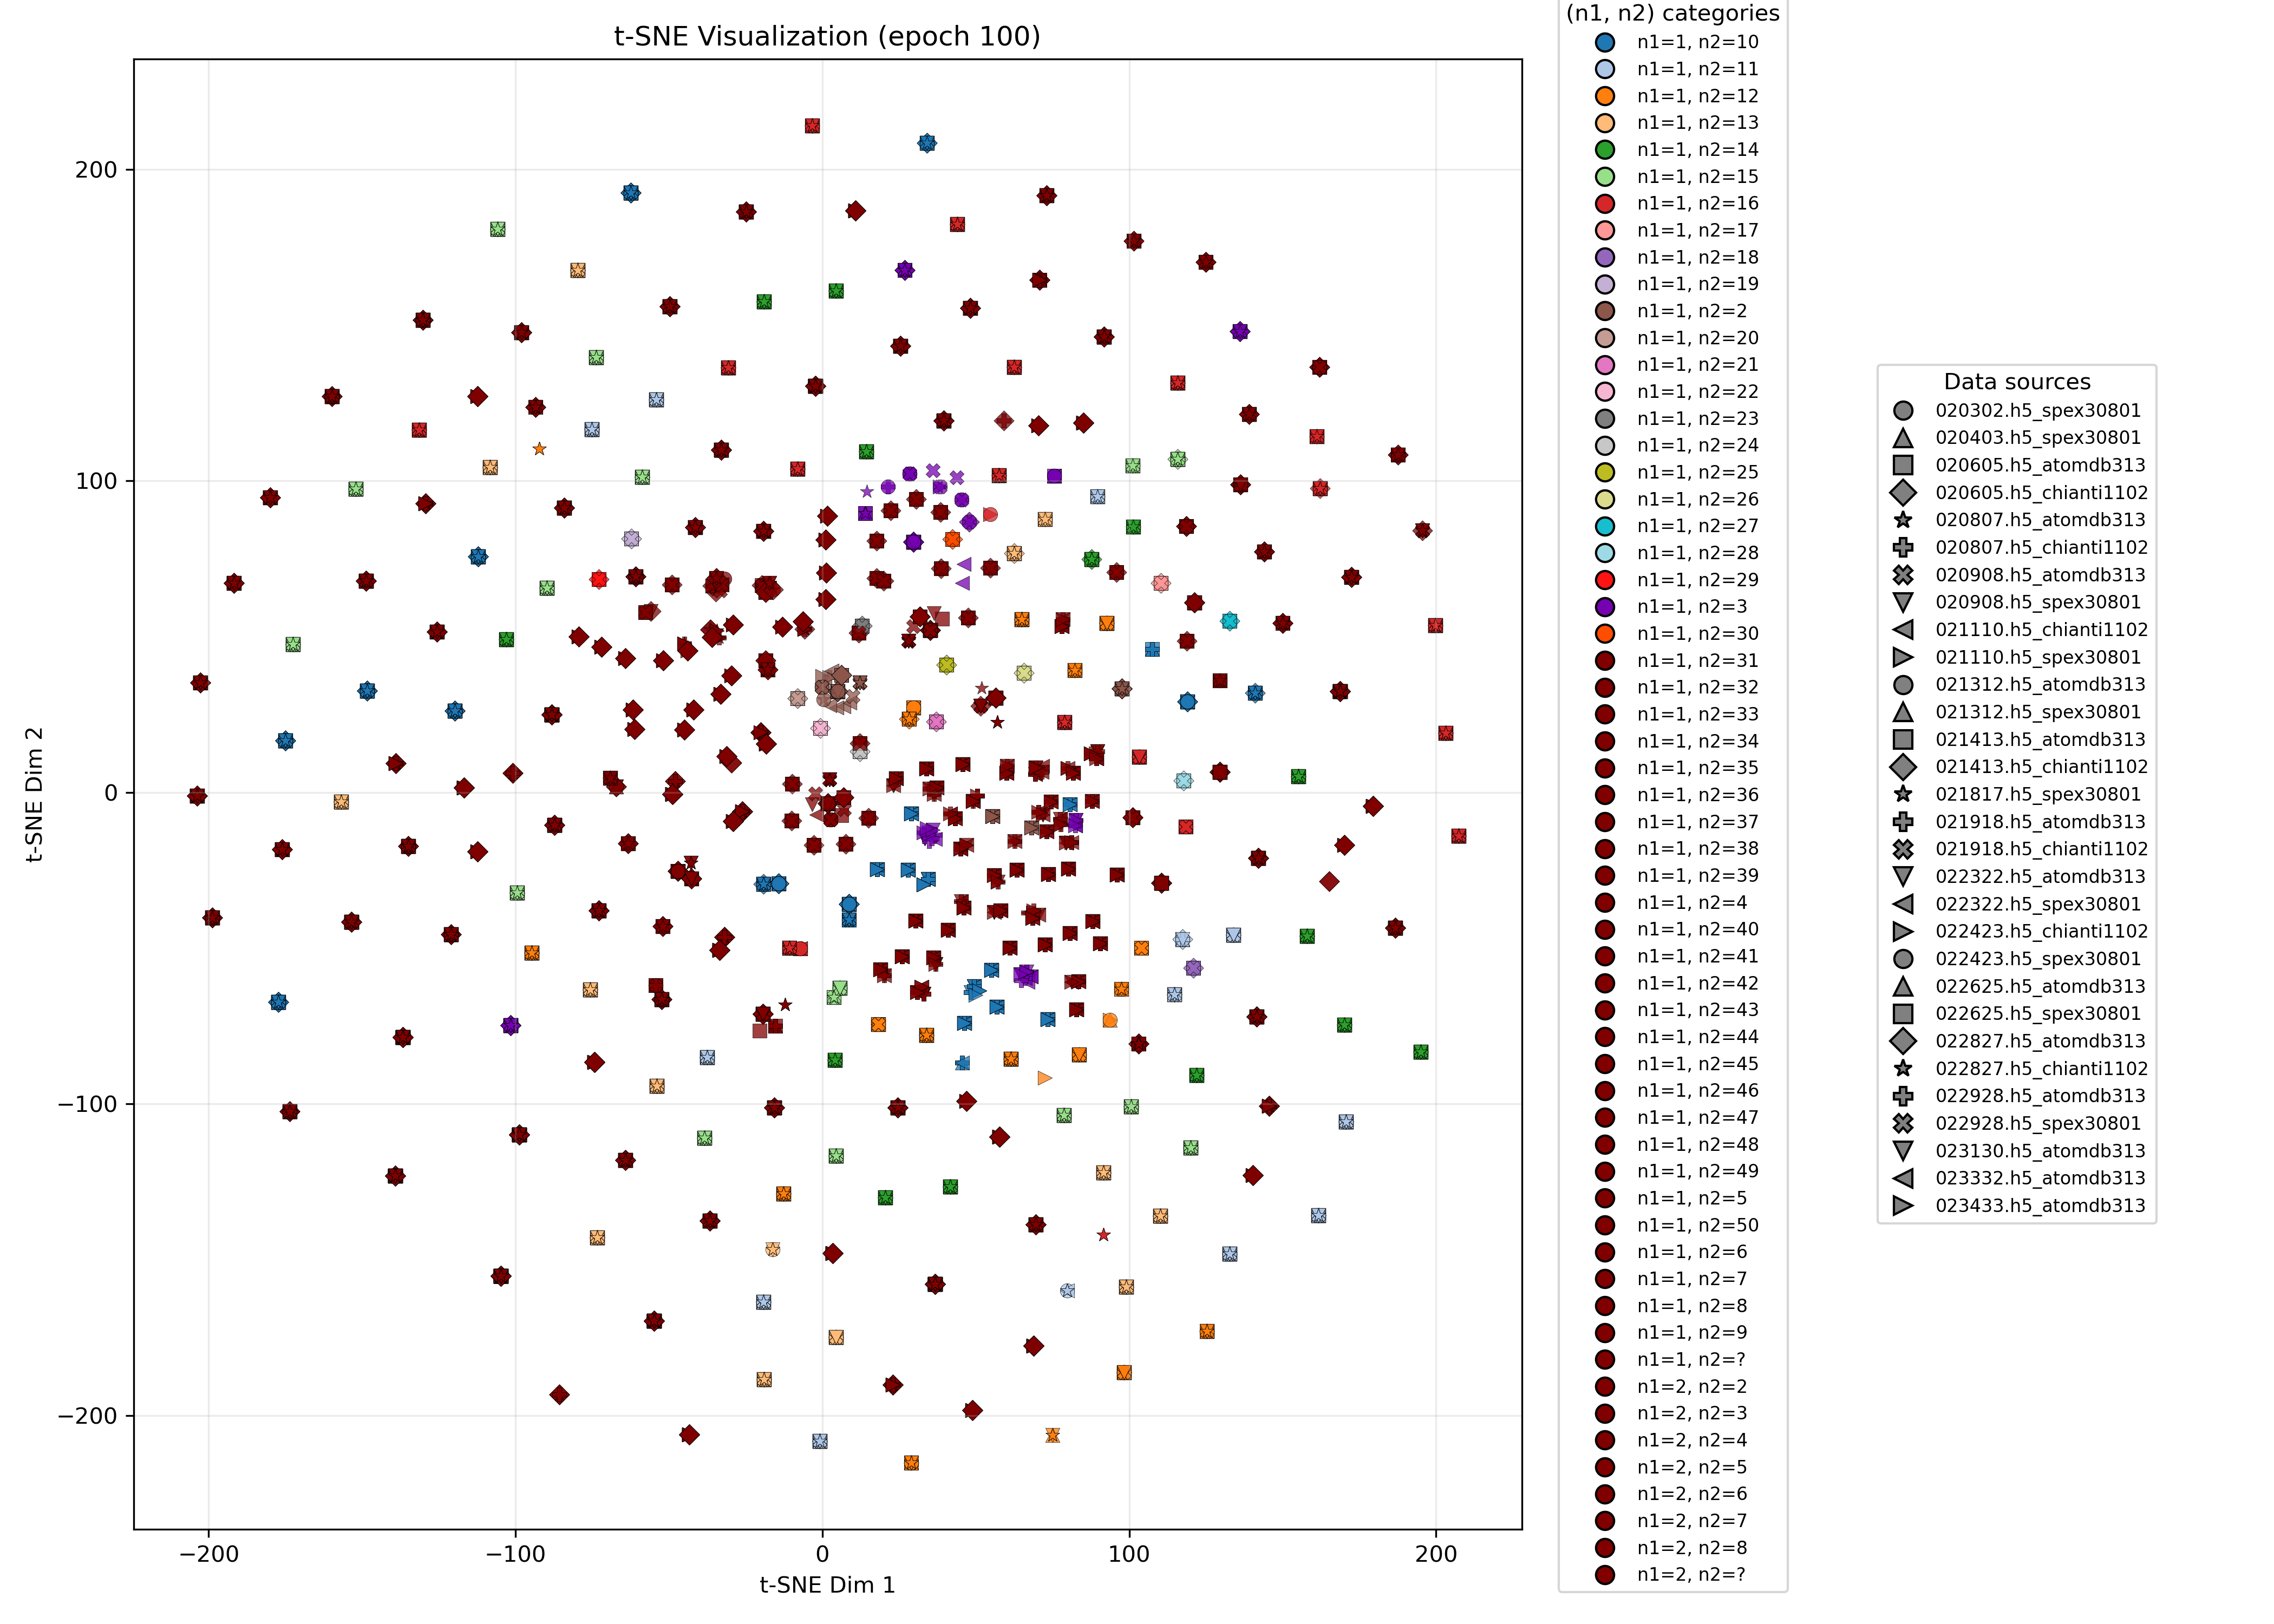 t-SNE Visualization (epoch 100)
200
100
0
−100
−200
t-SNE Dim 2
−200
−100
0
100
200
t-SNE Dim 1
(n1, n2) categories
n1=1, n2=10
n1=1, n2=11
n1=1, n2=12
n1=1, n2=13
n1=1, n2=14
n1=1, n2=15
n1=1, n2=16
n1=1, n2=17
n1=1, n2=18
n1=1, n2=19
n1=1, n2=2
n1=1, n2=20
n1=1, n2=21
n1=1, n2=22
n1=1, n2=23
n1=1, n2=24
n1=1, n2=25
n1=1, n2=26
n1=1, n2=27
n1=1, n2=28
n1=1, n2=29
n1=1, n2=3
n1=1, n2=30
n1=1, n2=31
n1=1, n2=32
n1=1, n2=33
n1=1, n2=34
n1=1, n2=35
n1=1, n2=36
n1=1, n2=37
n1=1, n2=38
n1=1, n2=39
n1=1, n2=4
n1=1, n2=40
n1=1, n2=41
n1=1, n2=42
n1=1, n2=43
n1=1, n2=44
n1=1, n2=45
n1=1, n2=46
n1=1, n2=47
n1=1, n2=48
n1=1, n2=49
n1=1, n2=5
n1=1, n2=50
n1=1, n2=6
n1=1, n2=7
n1=1, n2=8
n1=1, n2=9
n1=1, n2=?
n1=2, n2=2
n1=2, n2=3
n1=2, n2=4
n1=2, n2=5
n1=2, n2=6
n1=2, n2=7
n1=2, n2=8
n1=2, n2=?
Data sources
020302.h5_spex30801
020403.h5_spex30801
020605.h5_atomdb313
020605.h5_chianti1102
020807.h5_atomdb313
020807.h5_chianti1102
020908.h5_atomdb313
020908.h5_spex30801
021110.h5_chianti1102
021110.h5_spex30801
021312.h5_atomdb313
021312.h5_spex30801
021413.h5_atomdb313
021413.h5_chianti1102
021817.h5_spex30801
021918.h5_atomdb313
021918.h5_chianti1102
022322.h5_atomdb313
022322.h5_spex30801
022423.h5_chianti1102
022423.h5_spex30801
022625.h5_atomdb313
022625.h5_spex30801
022827.h5_atomdb313
022827.h5_chianti1102
022928.h5_atomdb313
022928.h5_spex30801
023130.h5_atomdb313
023332.h5_atomdb313
023433.h5_atomdb313